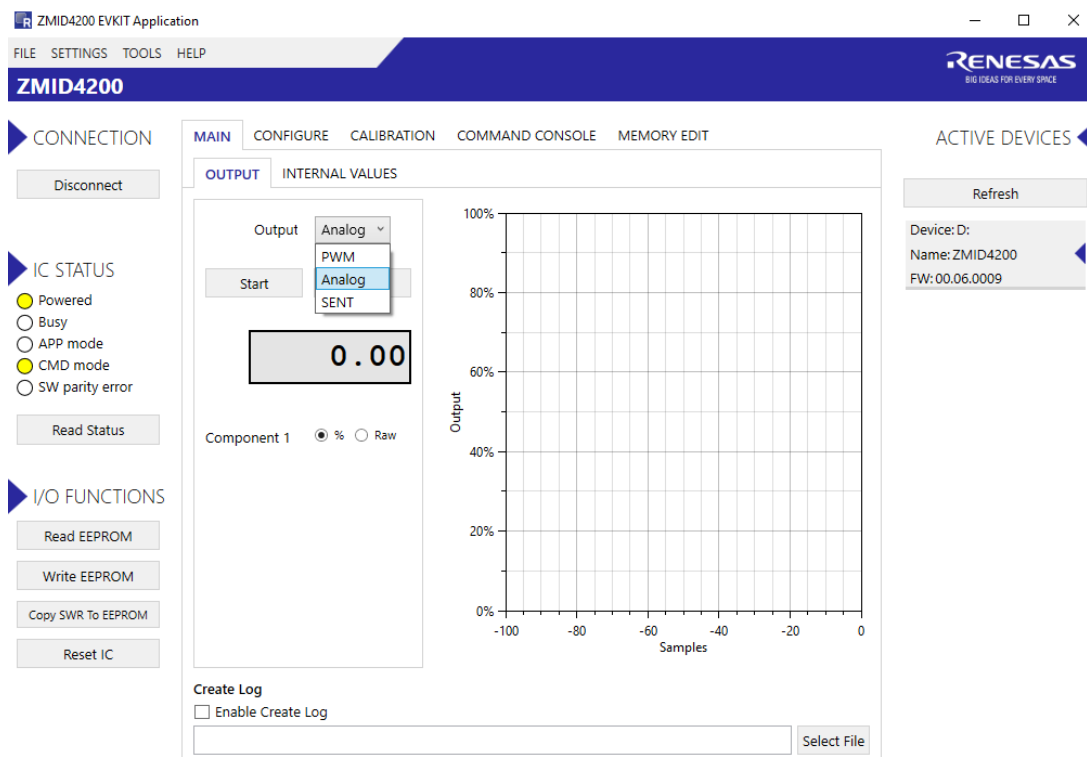 ZMID4200 EVKIT Application
FILE SETTINGS TOOLS HELP
RENESAS
BIG IDEAS FOR EVERY SPACE
ZMID4200
CONNECTION
Disconnect
IC STATUS
Powered
Busy
APP mode
CMD mode
SW parity error
Read Status
I/O FUNCTIONS
Read EEPROM
Write EEPROM
Copy SWR To EEPROM
Reset IC
MAIN CONFIGURE CALIBRATION COMMAND CONSOLE MEMORY EDIT
OUTPUT INTERNAL VALUES
Output Analog
PWM
Analog
SENT
Start
0.00
Component 1 % Raw
100%
80%
60%
40%
20%
0%
Output
-100 -80 -60 -40 -20 0
Samples
Create Log
Enable Create Log
Select File
ACTIVE DEVICES
Refresh
Device: D:
Name: ZMID4200
FW: 00.06.0009